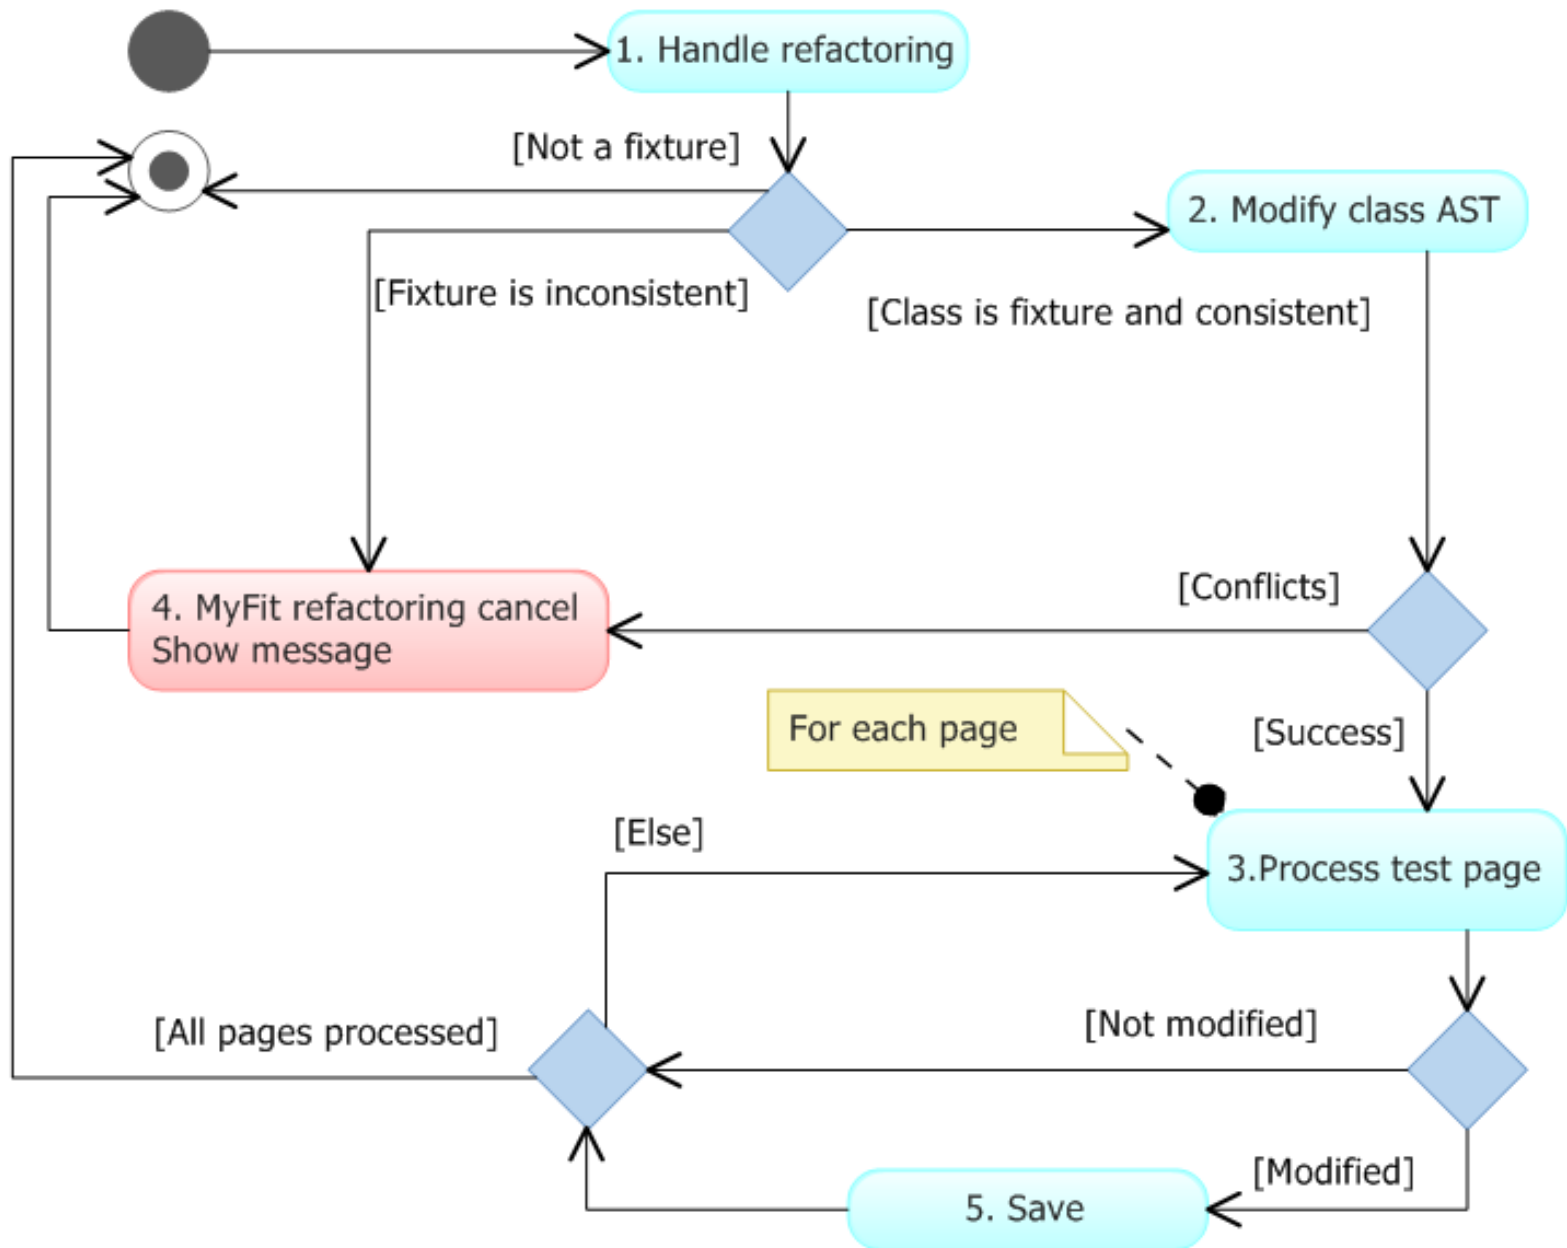 1. Handle refactoring
[Not a fixture]
2. Modify class AST
[Fixture is inconsistent]
[Class is fixture and consistent]
[Conflicts]
4. MyFit refactoring cancel
Show message
For each page
[Success]
[Else]
3.Process test page
[All pages processed]
[Not modified]
[Modified]
5. Save